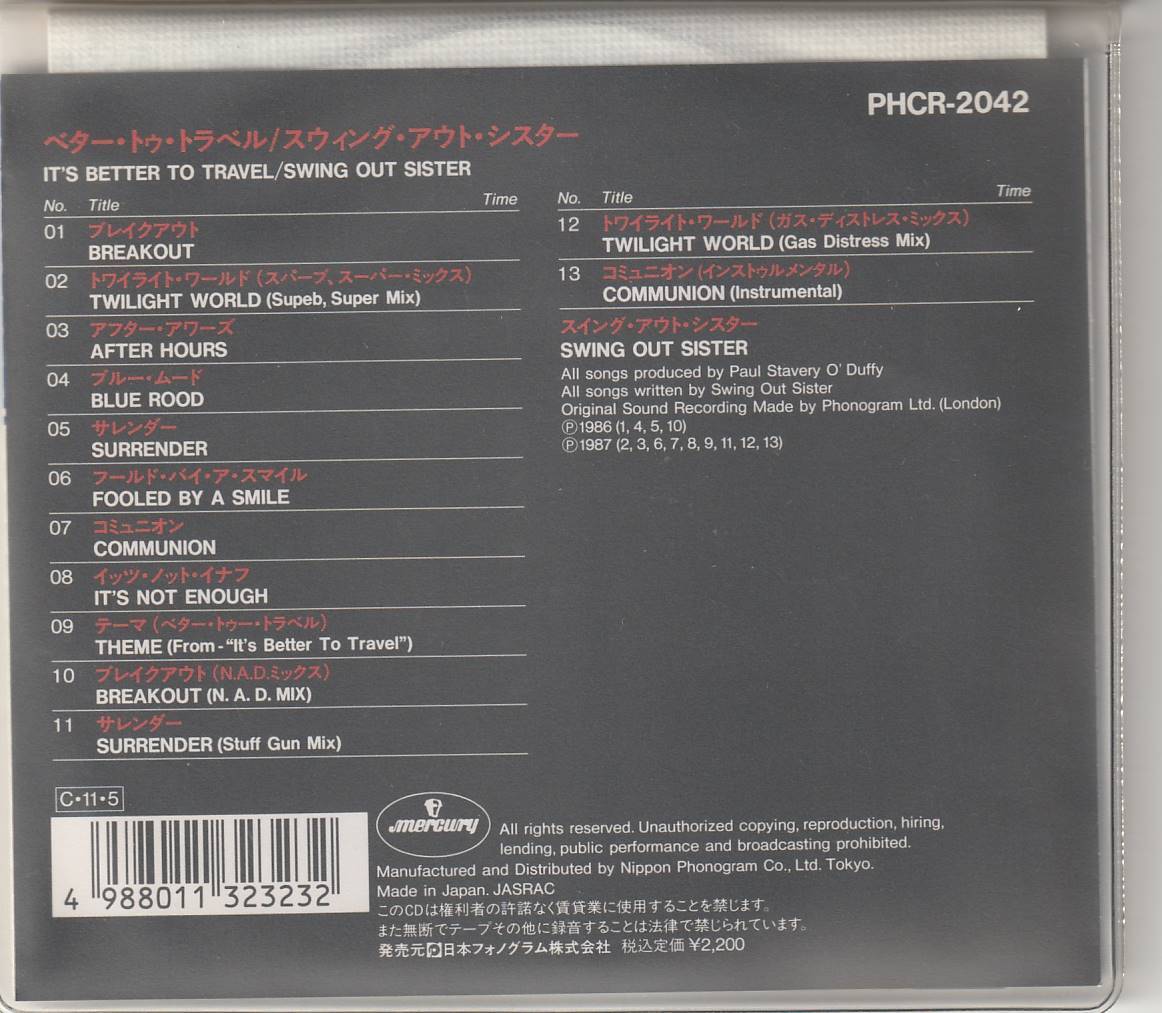 PHCR-2042
ベター・トゥ・トラベル/スウィング・アウト・シスター
IT'S BETTER TO TRAVEL/SWING OUT SISTER
No. Title Time
01 ブレイクアウト
BREAKOUT
02 トワイライト・ワールド（スパーブ、スーパー・ミックス）
TWILIGHT WORLD (Supeb, Super Mix)
03 アフター・アワーズ
AFTER HOURS
04 ブルー・ムード
BLUE ROOD
05 サレンダー
SURRENDER
06 フールド・バイ・ア・スマイル
FOOLED BY A SMILE
07 コミュニオン
COMMUNION
08 イッツ・ノット・イナフ
IT'S NOT ENOUGH
09 テーマ（ベター・トゥー・トラベル）
THEME (From-“It's Better To Travel”)
10 ブレイクアウト（N.A.D.ミックス）
BREAKOUT (N. A. D. MIX)
11 サレンダー
SURRENDER (Stuff Gun Mix)
No. Title Time
12 トワイライト・ワールド（ガス・ディストレス・ミックス）
TWILIGHT WORLD (Gas Distress Mix)
13 コミュニオン（インストゥルメンタル）
COMMUNION (Instrumental)
スイング・アウト・シスター
SWING OUT SISTER
All songs produced by Paul Stavery O' Duffy
All songs written by Swing Out Sister
Original Sound Recording Made by Phonogram Ltd. (London)
Ⓟ1986 (1, 4, 5, 10)
Ⓟ1987 (2, 3, 6, 7, 8, 9, 11, 12, 13)
C・11・5
4 988011 323232
mercury
All rights reserved. Unauthorized copying, reproduction, hiring,
lending, public performance and broadcasting prohibited.
Manufactured and Distributed by Nippon Phonogram Co., Ltd. Tokyo.
Made in Japan. JASRAC
このCDは権利者の許諾なく賃貸業に使用することを禁じます。
また無断でテープその他に録音することは法律で禁じられています。
発売元 日本フォノグラム株式会社 税込定価¥2,200